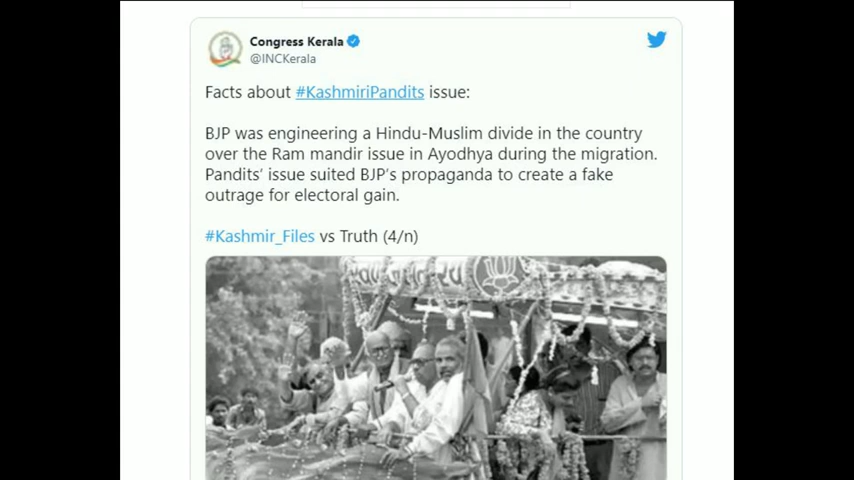 Congress Kerala
@INCKerala
Facts about #KashmiriPandits issue:
BJP was engineering a Hindu-Muslim divide in the country
over the Ram mandir issue in Ayodhya during the migration.
Pandits' issue suited BJP's propaganda to create a fake
outrage for electoral gain.
#Kashmir_Files vs Truth (4/n)